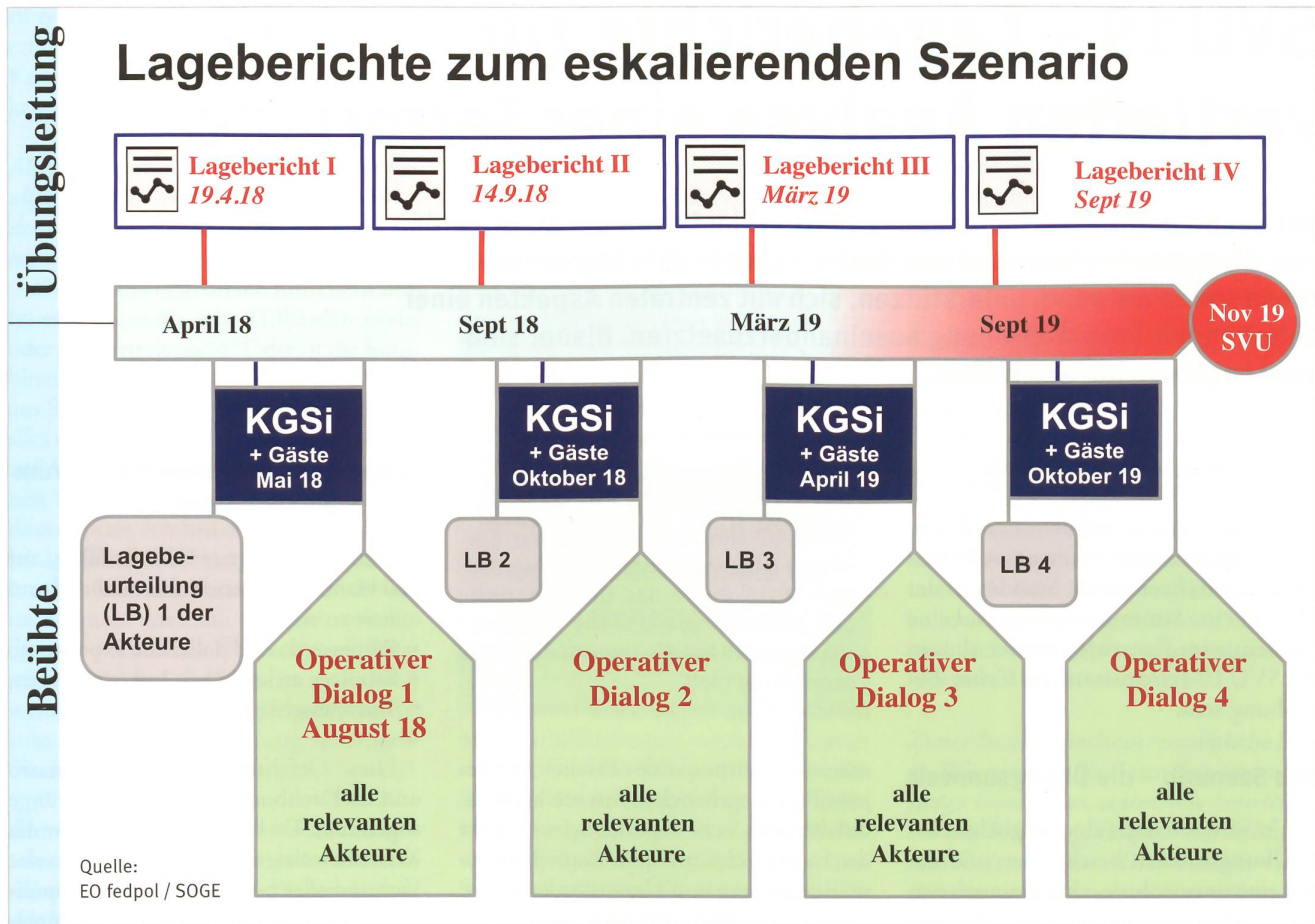 Übungsleitung
Lageberichte zum eskalierenden Szenario
Lagebericht I
19.4.18
Lagebericht II
14.9.18
Lagebericht III
März 19
Lagebericht IV
Sept 19
April 18
Sept 18
März 19
Sept 19
Nov 19
SVU
Beübte
KGSi
+ Gäste
Mai 18
KGSi
+ Gäste
Oktober 18
KGSi
+ Gäste
April 19
KGSi
+ Gäste
Oktober 19
Lagebe-
urteilung
(LB) 1 der
Akteure
LB 2
LB 3
LB 4
Operativer
Dialog 1
August 18
alle
relevanten
Akteure
Operativer
Dialog 2
alle
relevanten
Akteure
Operativer
Dialog 3
alle
relevanten
Akteure
Operativer
Dialog 4
alle
relevanten
Akteure
Quelle:
EO fedpol / SOGE